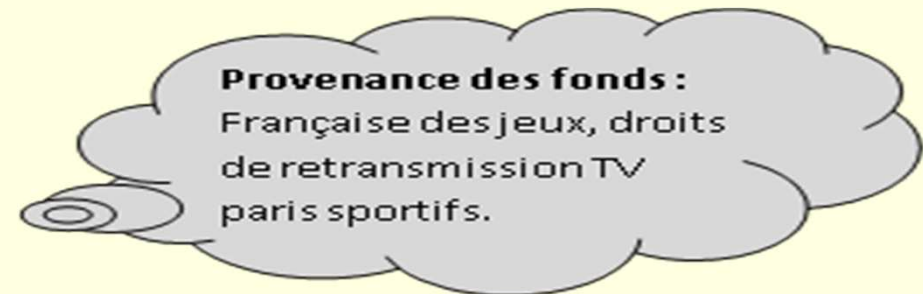 Provenance des fonds :
Française des jeux, droits
de retransmission TV
paris sportifs.